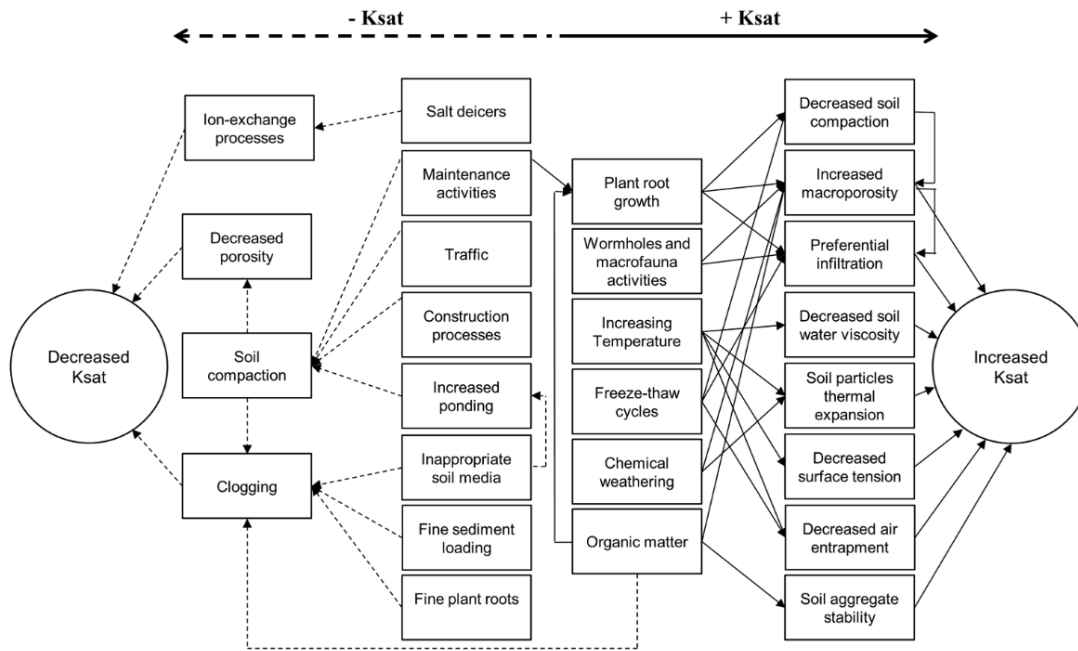 - Ksat
+ Ksat
Decreased
Ksat
Ion-exchange
processes
Decreased
porosity
Soil
compaction
Clogging
Salt deicers
Maintenance
activities
Traffic
Construction
processes
Increased
ponding
Inappropriate
soil media
Fine sediment
loading
Fine plant roots
Plant root
growth
Wormholes and
macrofauna
activities
Increasing
Temperature
Freeze-thaw
cycles
Chemical
weathering
Organic matter
Decreased soil
compaction
Increased
macroporosity
Preferential
infiltration
Decreased soil
water viscosity
Soil particles
thermal
expansion
Decreased
surface tension
Decreased air
entrapment
Soil aggregate
stability
Increased
Ksat